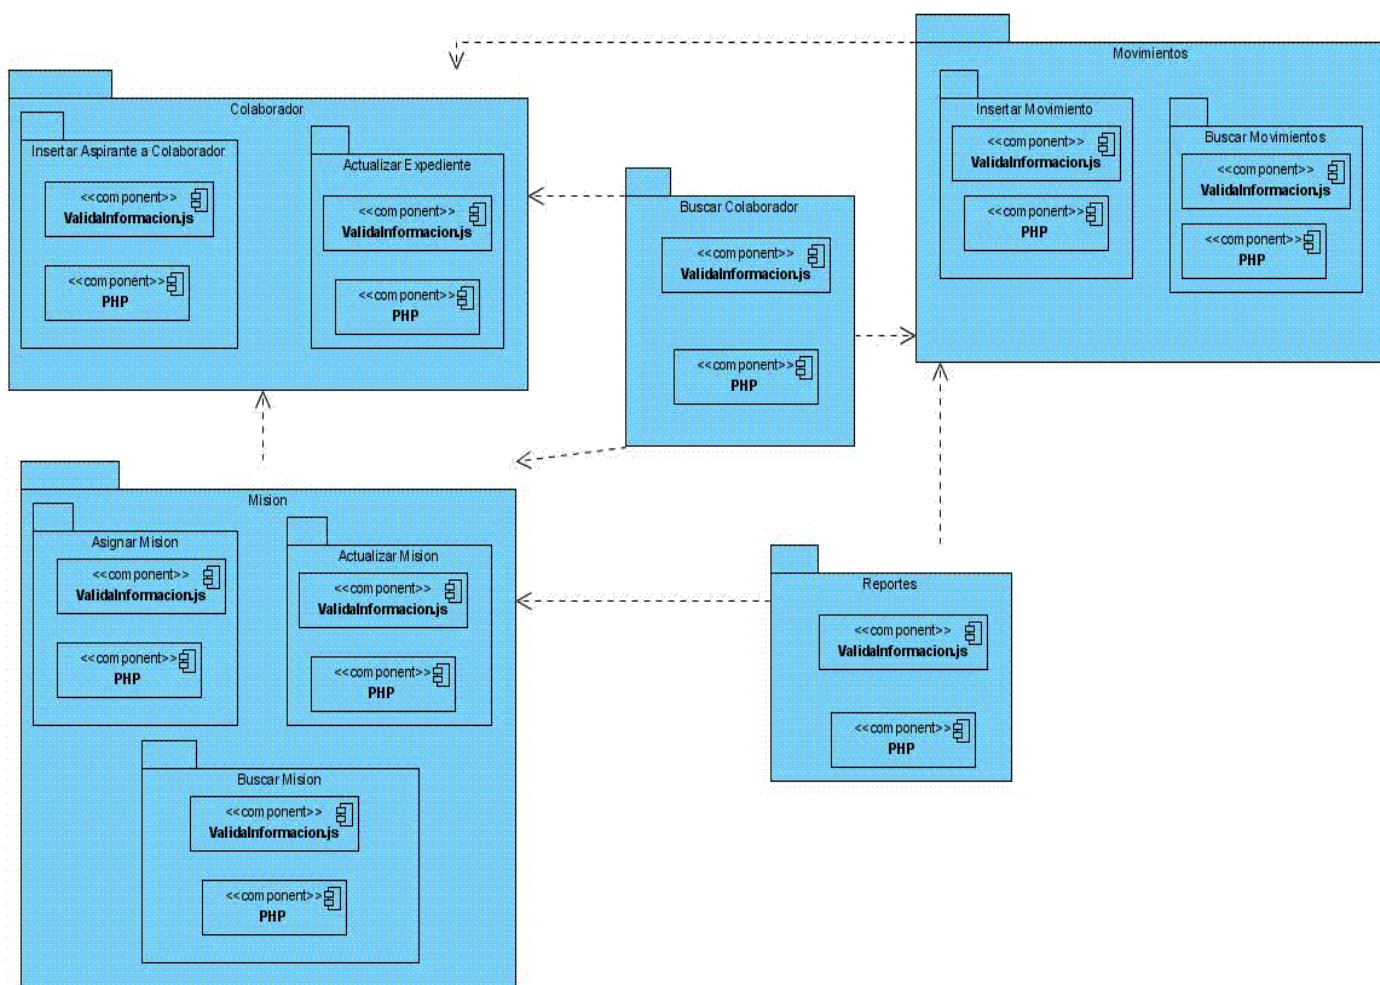 Movimientos
Insertar Movimiento
<<component>>
ValidaInformacion.js
<<component>>
PHP
Buscar Movimientos
<<component>>
ValidaInformacion.js
<<component>>
PHP
Colaborador
Insertar Aspirante a Colaborador
<<component>>
ValidaInformacion.js
<<component>>
PHP
Actualizar Expediente
<<component>>
ValidaInformacion.js
<<component>>
PHP
Buscar Colaborador
<<component>>
ValidaInformacion.js
<<component>>
PHP
Mision
Asignar Mision
<<component>>
ValidaInformacion.js
<<component>>
PHP
Actualizar Mision
<<component>>
ValidaInformacion.js
<<component>>
PHP
Buscar Mision
<<component>>
ValidaInformacion.js
<<component>>
PHP
Reportes
<<component>>
ValidaInformacion.js
<<component>>
PHP